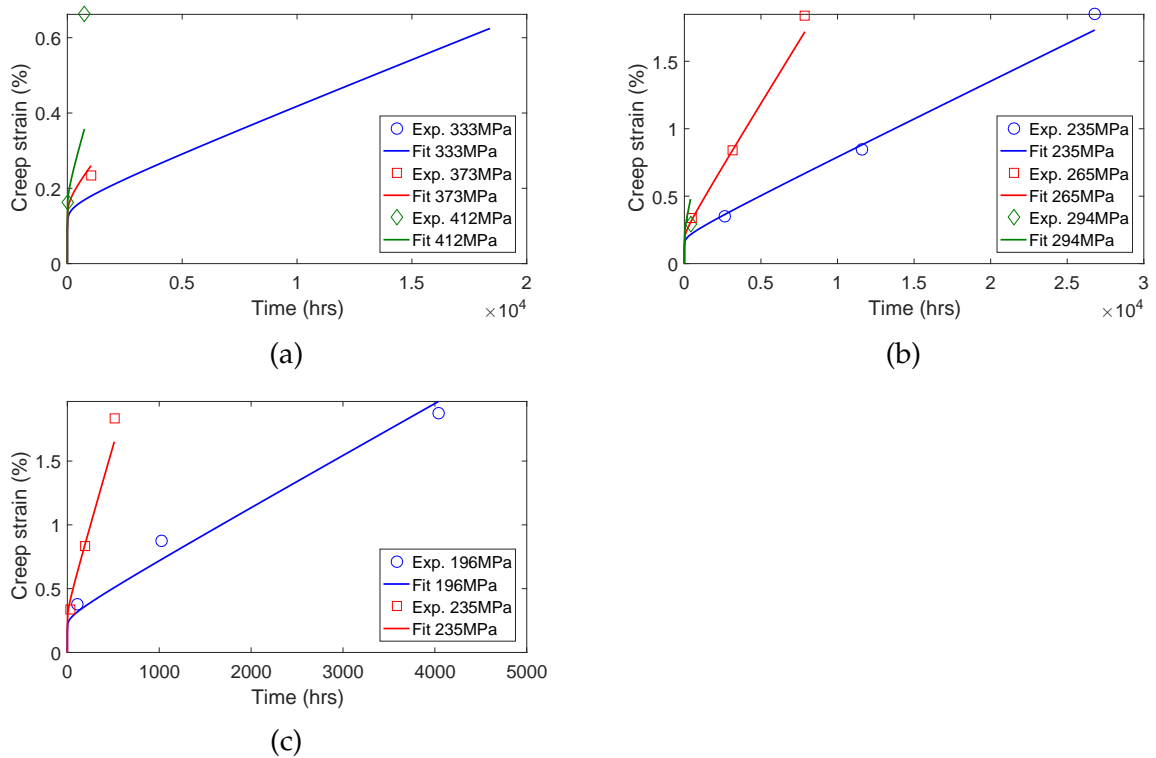 Creep strain (%)
0.6
0.4
0.2
0
0
0.5
1
1.5
2
×10⁴
Time (hrs)
Exp. 333MPa
Fit 333MPa
Exp. 373MPa
Fit 373MPa
Exp. 412MPa
Fit 412MPa
(a)
Creep strain (%)
1.5
1
0.5
0
0
0.5
1
1.5
2
2.5
3
×10⁴
Time (hrs)
Exp. 235MPa
Fit 235MPa
Exp. 265MPa
Fit 265MPa
Exp. 294MPa
Fit 294MPa
(b)
Creep strain (%)
1.5
1
0.5
0
0
1000
2000
3000
4000
5000
Time (hrs)
Exp. 196MPa
Fit 196MPa
Exp. 235MPa
Fit 235MPa
(c)